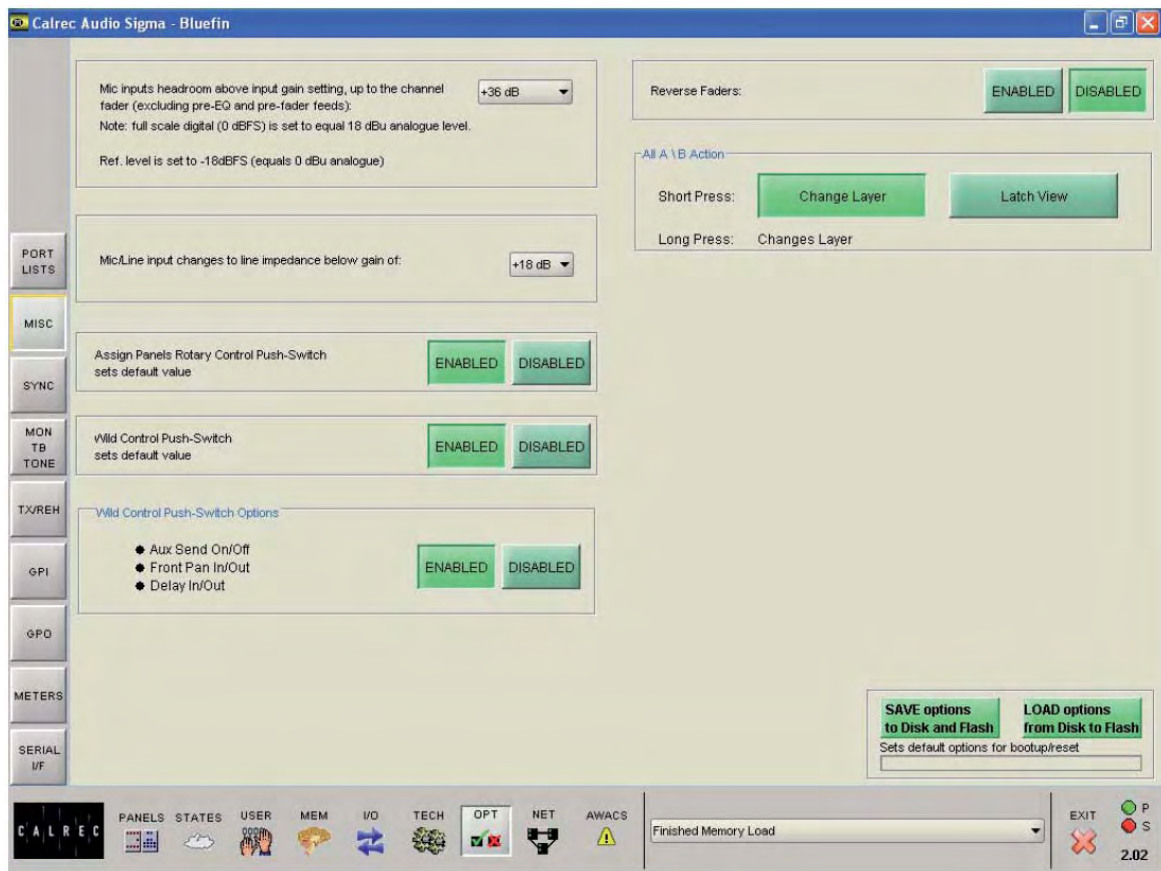 Calrec Audio Sigma - Bluefin
Mic inputs headroom above input gain setting, up to the channel
fader (excluding pre-EQ and pre-fader feeds):
+36 dB
Note: full scale digital (0 dBFS) is set to equal 18 dBu analogue level.
Ref. level is set to -18dBFS (equals 0 dBu analogue)
Mic/Line input changes to line impedance below gain of:
+18 dB
Assign Panels Rotary Control Push-Switch
sets default value
ENABLED
DISABLED
Wild Control Push-Switch
sets default value
ENABLED
DISABLED
Wild Control Push-Switch Options
Aux Send On/Off
Front Pan In/Out
Delay In/Out
ENABLED
DISABLED
Reverse Faders:
ENABLED
DISABLED
All A \ B Action
Short Press:
Change Layer
Latch View
Long Press:
Changes Layer
PORT
LISTS
MISC
SYNC
MON
TB
TONE
TX/REH
GPI
GPO
METERS
SERIAL
I/F
SAVE options
to Disk and Flash
LOAD options
from Disk to Flash
Sets default options for bootup/reset
CALREC
PANELS
STATES
USER
MEM
I/O
TECH
OPT
NET
AWACS
Finished Memory Load
EXIT
P
S
2.02